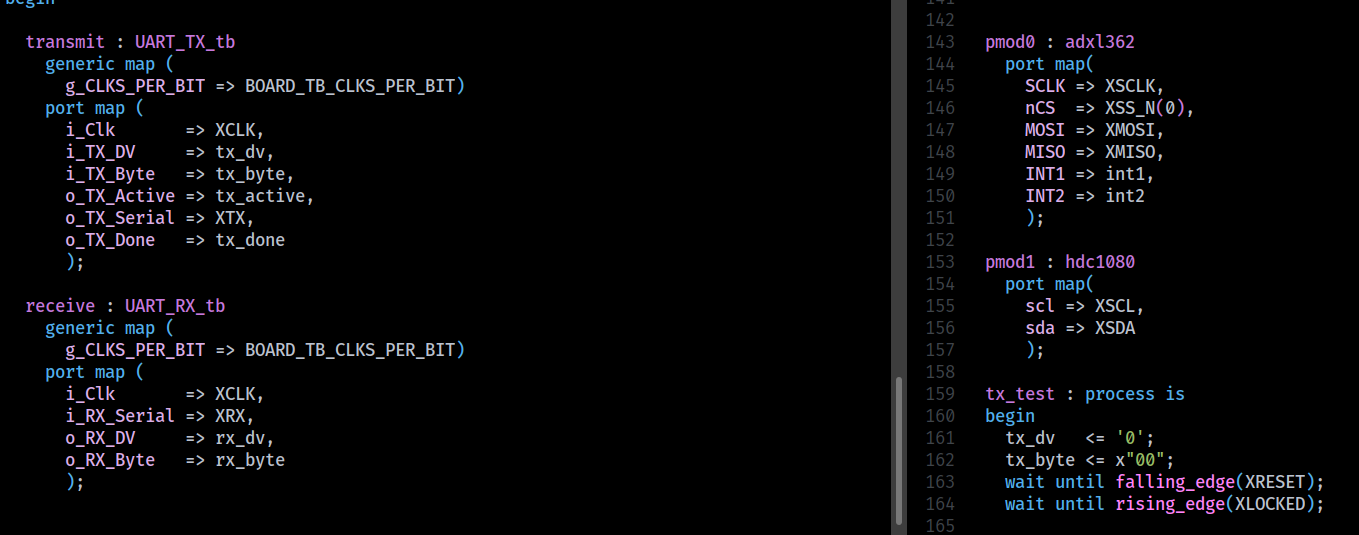 begin
transmit : UART_TX_tb
generic map (
g_CLKS_PER_BIT => BOARD_TB_CLKS_PER_BIT)
port map (
i_Clk       => XCLK,
i_TX_DV     => tx_dv,
i_TX_Byte   => tx_byte,
o_TX_Active => tx_active,
o_TX_Serial => XTX,
o_TX_Done   => tx_done
);
receive : UART_RX_tb
generic map (
g_CLKS_PER_BIT => BOARD_TB_CLKS_PER_BIT)
port map (
i_Clk       => XCLK,
i_RX_Serial => XRX,
o_RX_DV     => rx_dv,
o_RX_Byte   => rx_byte
);
141
142
143 pmod0 : adxl362
144 port map(
145 SCLK => XSCLK,
146 nCS  => XSS_N(0),
147 MOSI => XMOSI,
148 MISO => XMISO,
149 INT1 => int1,
150 INT2 => int2
151 );
152
153 pmod1 : hdc1080
154 port map(
155 scl => XSCL,
156 sda => XSDA
157 );
158
159 tx_test : process is
160 begin
161 tx_dv   <= '0';
162 tx_byte <= x"00";
163 wait until falling_edge(XRESET);
164 wait until rising_edge(XLOCKED);
165